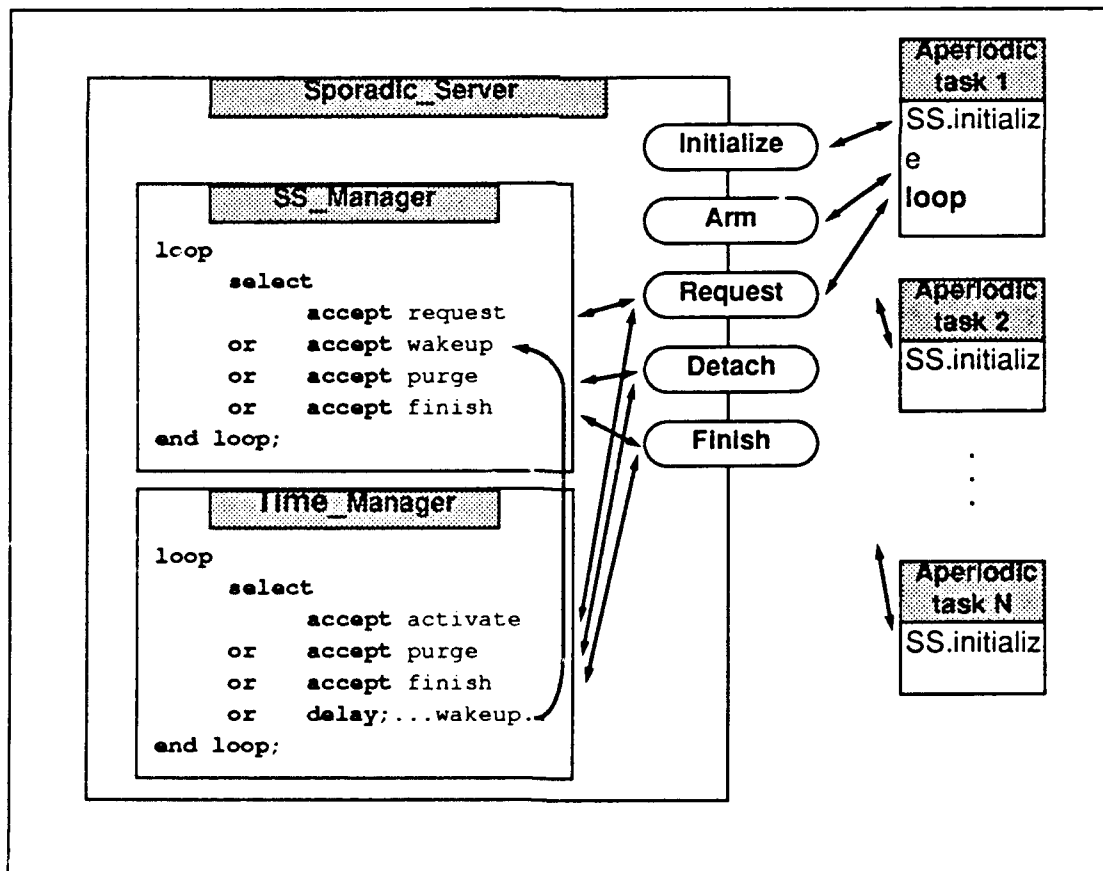 Sporadic_Server
SS_Manager
loop
select
accept request
or accept wakeup
or accept purge
or accept finish
end loop;
Time_Manager
loop
select
accept activate
or accept purge
or accept finish
or delay;...wakeup.
end loop;
Initialize
Arm
Request
Detach
Finish
Aperiodic
task 1
SS.initializ
e
loop
Aperiodic
task 2
SS.initializ
.
.
.
Aperiodic
task N
SS.initializ